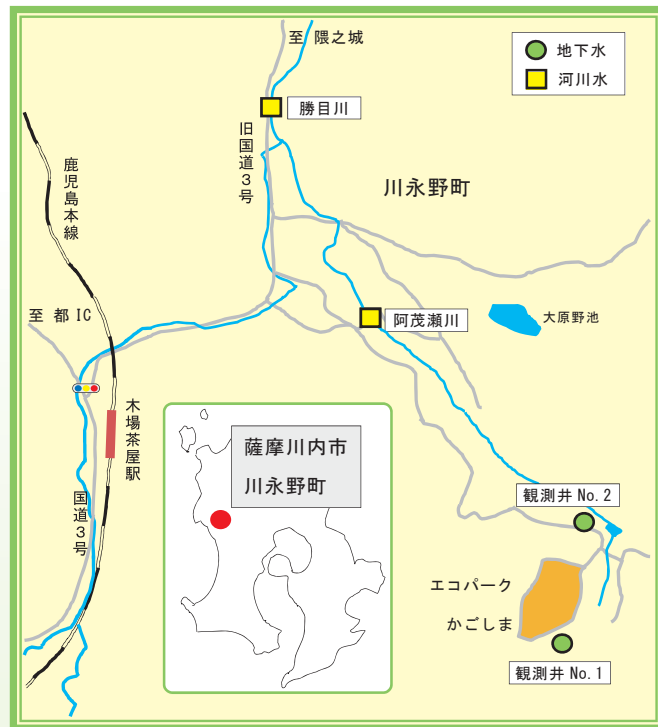 至 隈之城
地下水
河川水
勝目川
旧国道3号
川永野町
鹿児島本線
至 都 IC
阿茂瀬川
大原野池
木場茶屋駅
薩摩川内市
川永野町
国道3号
観測井 No.2
エコパーク
かごしま
観測井 No.1